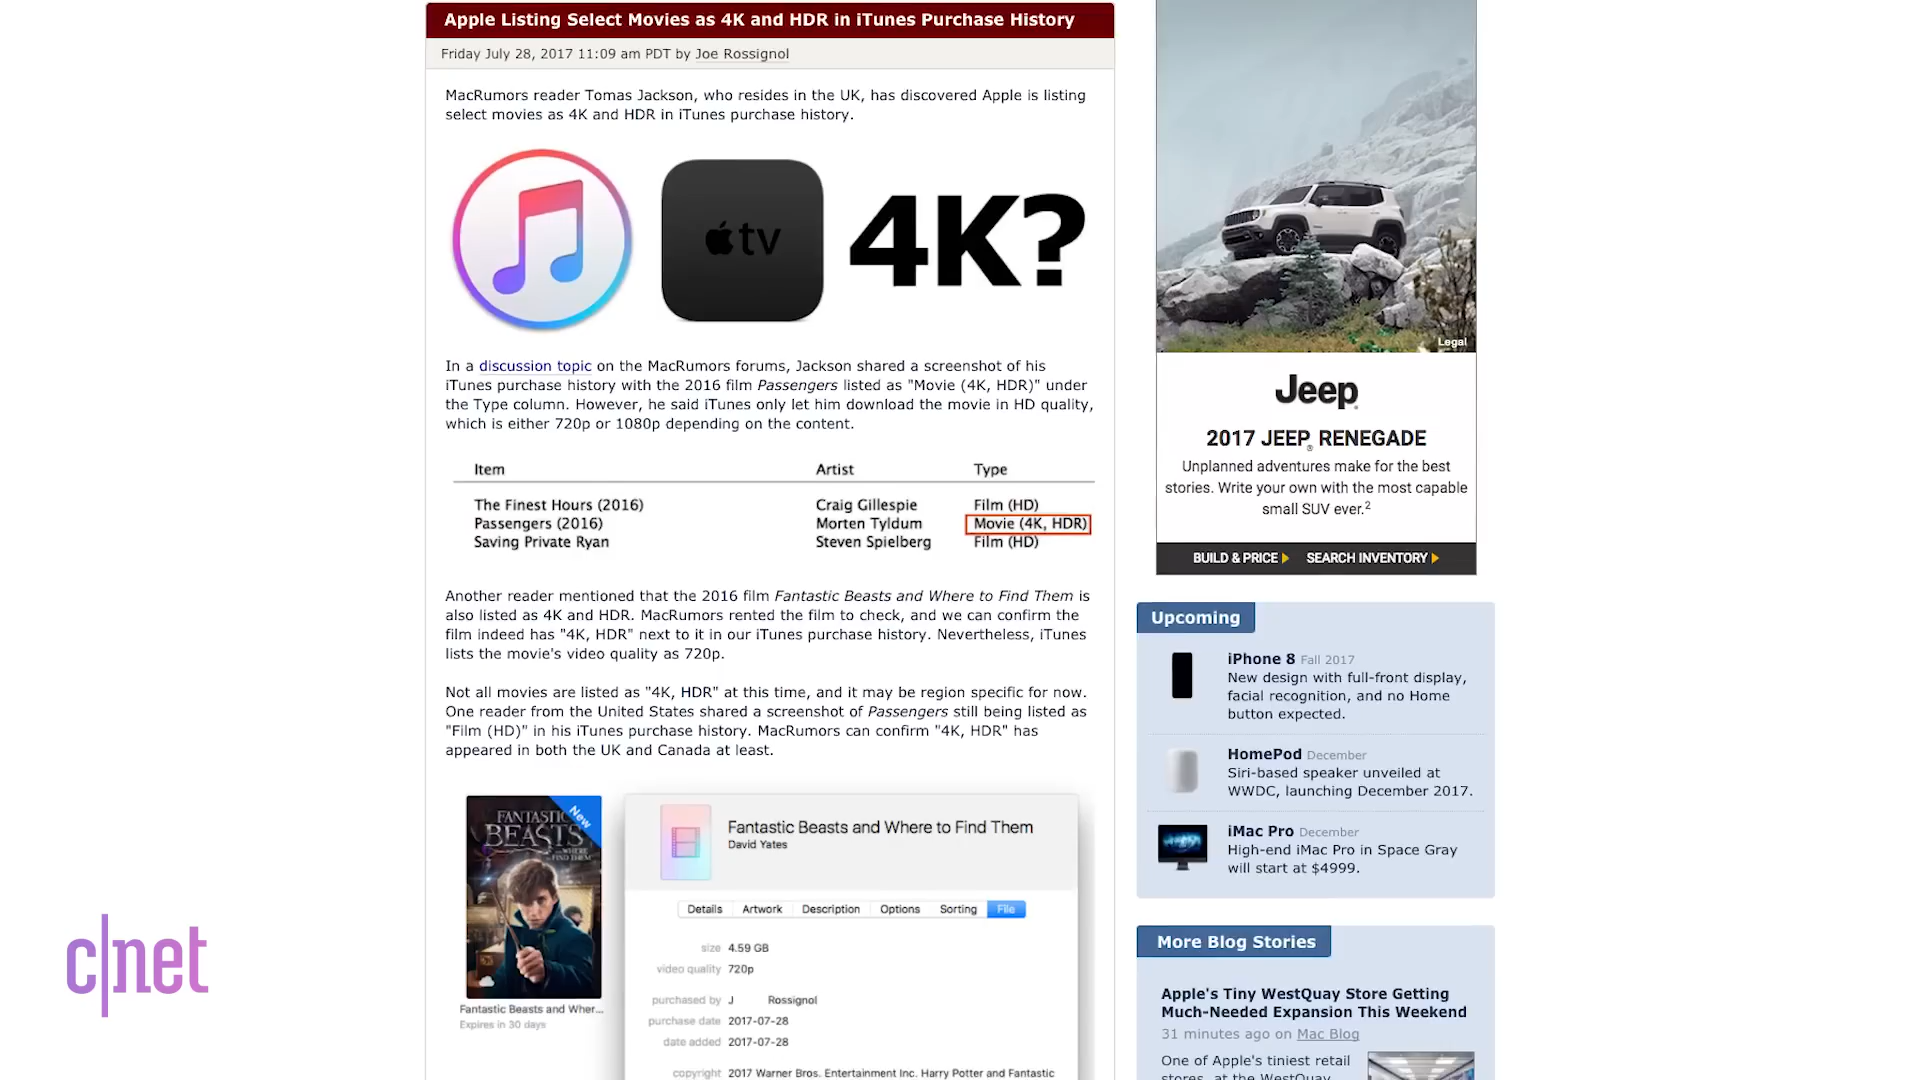 Apple Listing Select Movies as 4K and HDR in iTunes Purchase History
Friday July 28, 2017 11:09 am PDT by Joe Rossignol
MacRumors reader Tomas Jackson, who resides in the UK, has discovered Apple is listing
select movies as 4K and HDR in iTunes purchase history.
tv
4K?
In a discussion topic on the MacRumors forums, Jackson shared a screenshot of his
iTunes purchase history with the 2016 film Passengers listed as "Movie (4K, HDR)" under
the Type column. However, he said iTunes only let him download the movie in HD quality,
which is either 720p or 1080p depending on the content.
Item Artist Type
The Finest Hours (2016) Craig Gillespie Film (HD)
Passengers (2016) Morten Tyldum Movie (4K, HDR)
Saving Private Ryan Steven Spielberg Film (HD)
Another reader mentioned that the 2016 film Fantastic Beasts and Where to Find Them is
also listed as 4K and HDR. MacRumors rented the film to check, and we can confirm the
film indeed has "4K, HDR" next to it in our iTunes purchase history. Nevertheless, iTunes
lists the movie's video quality as 720p.
Not all movies are listed as "4K, HDR" at this time, and it may be region specific for now.
One reader from the United States shared a screenshot of Passengers still being listed as
"Film (HD)" in his iTunes purchase history. MacRumors can confirm "4K, HDR" has
appeared in both the UK and Canada at least.
New
FANTASTIC
BEASTS
AND WHERE
TO FIND THEM
Fantastic Beasts and Wher...
Expires in 30 days
Fantastic Beasts and Where to Find Them
David Yates
Details Artwork Description Options Sorting File
size 4.59 GB
video quality 720p
purchased by J Rossignol
purchase date 2017-07-28
date added 2017-07-28
copyright 2017 Warner Bros. Entertainment Inc. Harry Potter and Fantastic
Legal
Jeep
2017 JEEP® RENEGADE
Unplanned adventures make for the best
stories. Write your own with the most capable
small SUV ever.2
BUILD & PRICE SEARCH INVENTORY
Upcoming
iPhone 8 Fall 2017
New design with full-front display,
facial recognition, and no Home
button expected.
HomePod December
Siri-based speaker unveiled at
WWDC, launching December 2017.
iMac Pro December
High-end iMac Pro in Space Gray
will start at $4999.
More Blog Stories
Apple's Tiny WestQuay Store Getting
Much-Needed Expansion This Weekend
31 minutes ago on Mac Blog
One of Apple's tiniest retail
stores, at the WestQuay
c|net